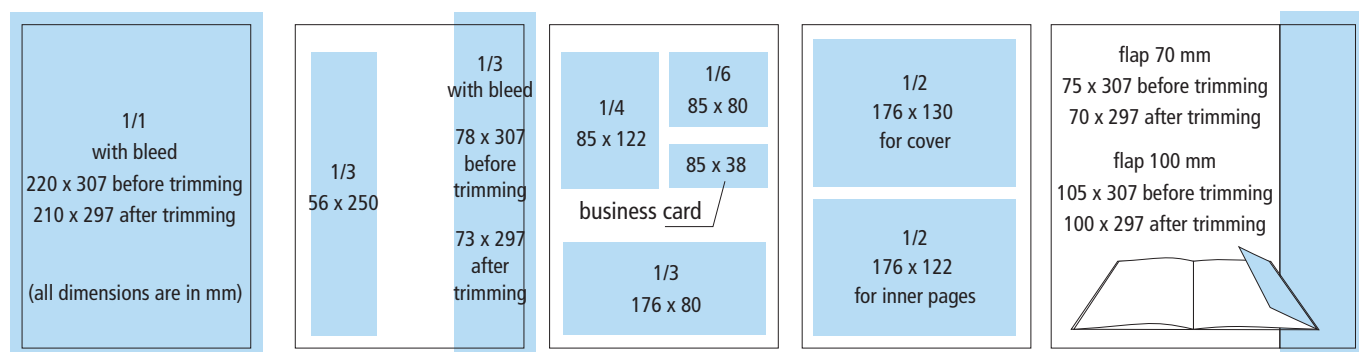 1/1
with bleed
220 x 307 before trimming
210 x 297 after trimming
(all dimensions are in mm)
1/3
56 x 250
1/3
with bleed
78 x 307
before
trimming
73 x 297
after
trimming
1/4
85 x 122
1/6
85 x 80
85 x 38
business card
1/3
176 x 80
1/2
176 x 130
for cover
1/2
176 x 122
for inner pages
flap 70 mm
75 x 307 before trimming
70 x 297 after trimming
flap 100 mm
105 x 307 before trimming
100 x 297 after trimming